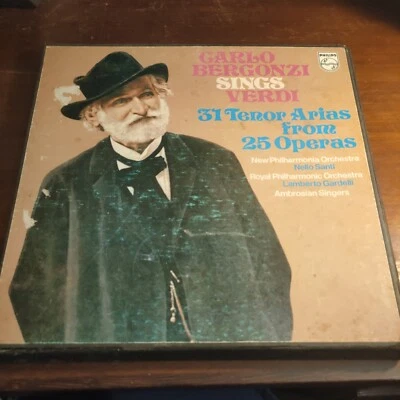 PHILIPS
CARLO
BERGONZI
SINGS
VERDI
31 Tenor Arias
from
25 Operas
New Philharmonia Orchestra
Nello Santi
Royal Philharmonic Orchestra
Lamberto Gardelli
Ambrosian Singers